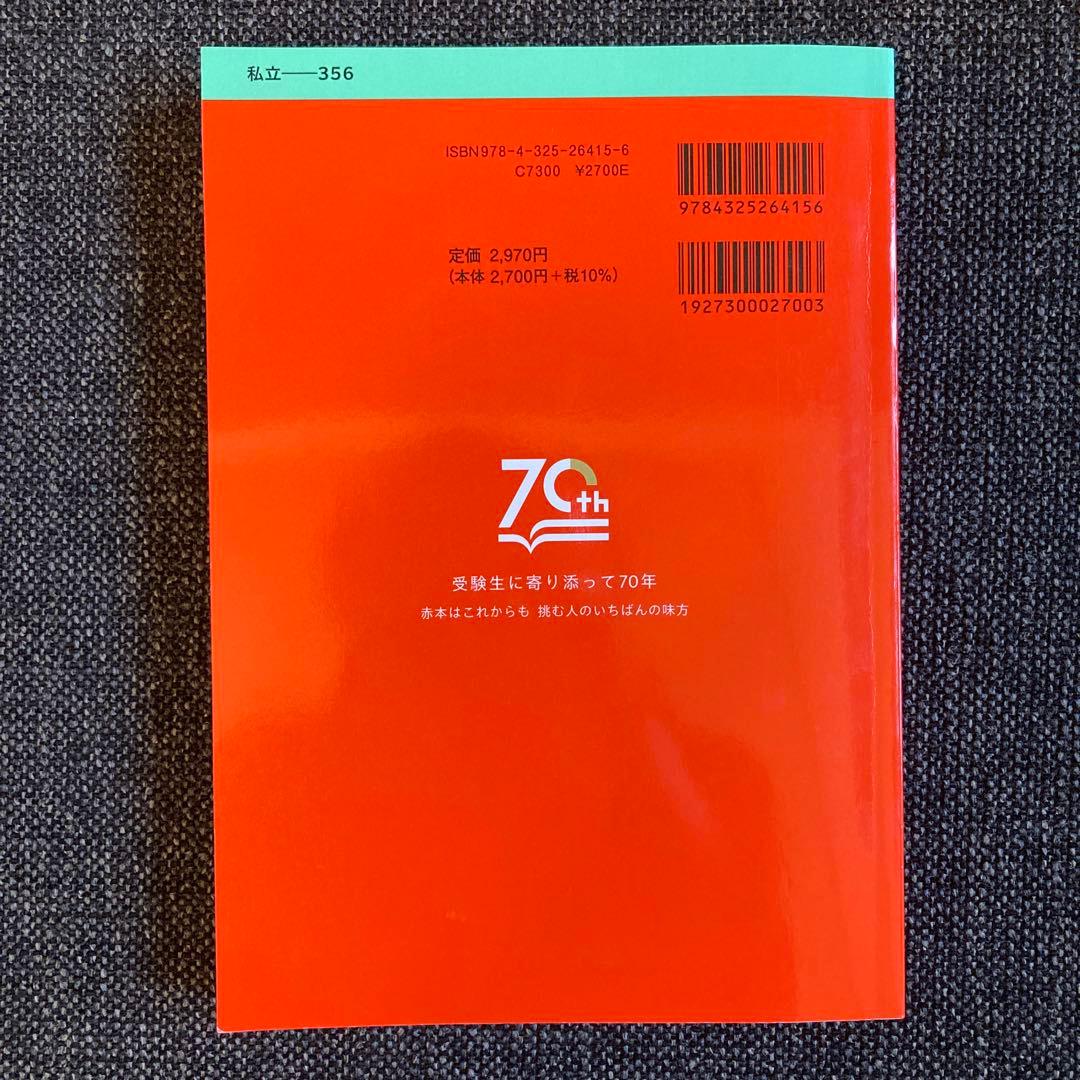 私立――356
ISBN978-4-325-26415-6
C7300 ¥2700E
9784325264156
定価 2,970円
(本体 2,700円+税10%)
1927300027003
70th
受験生に寄り添って70年
赤本はこれからも 挑む人のいちばんの味方